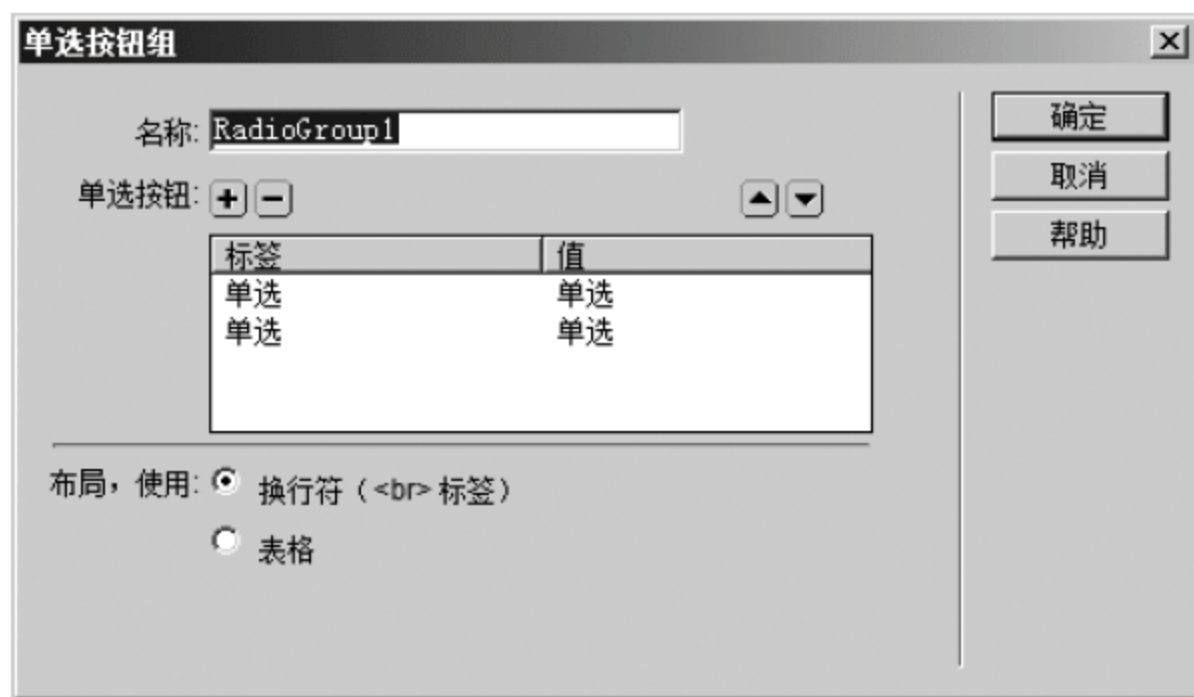 单选按钮组
名称: RadioGroup1
确定
单选按钮:
取消
帮助
标签 值
单选 单选
单选 单选
布局，使用: 换行符（<br>标签）
表格